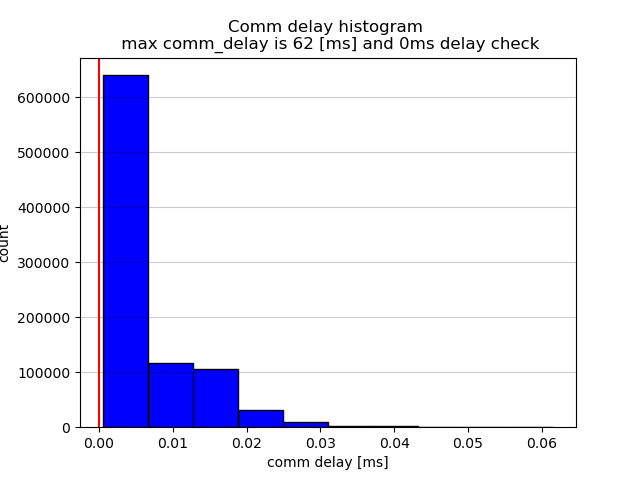 Comm delay histogram
max comm_delay is 62 [ms] and 0ms delay check
600000
500000
400000
300000
200000
100000
0
count
0.00 0.01 0.02 0.03 0.04 0.05 0.06
comm delay [ms]